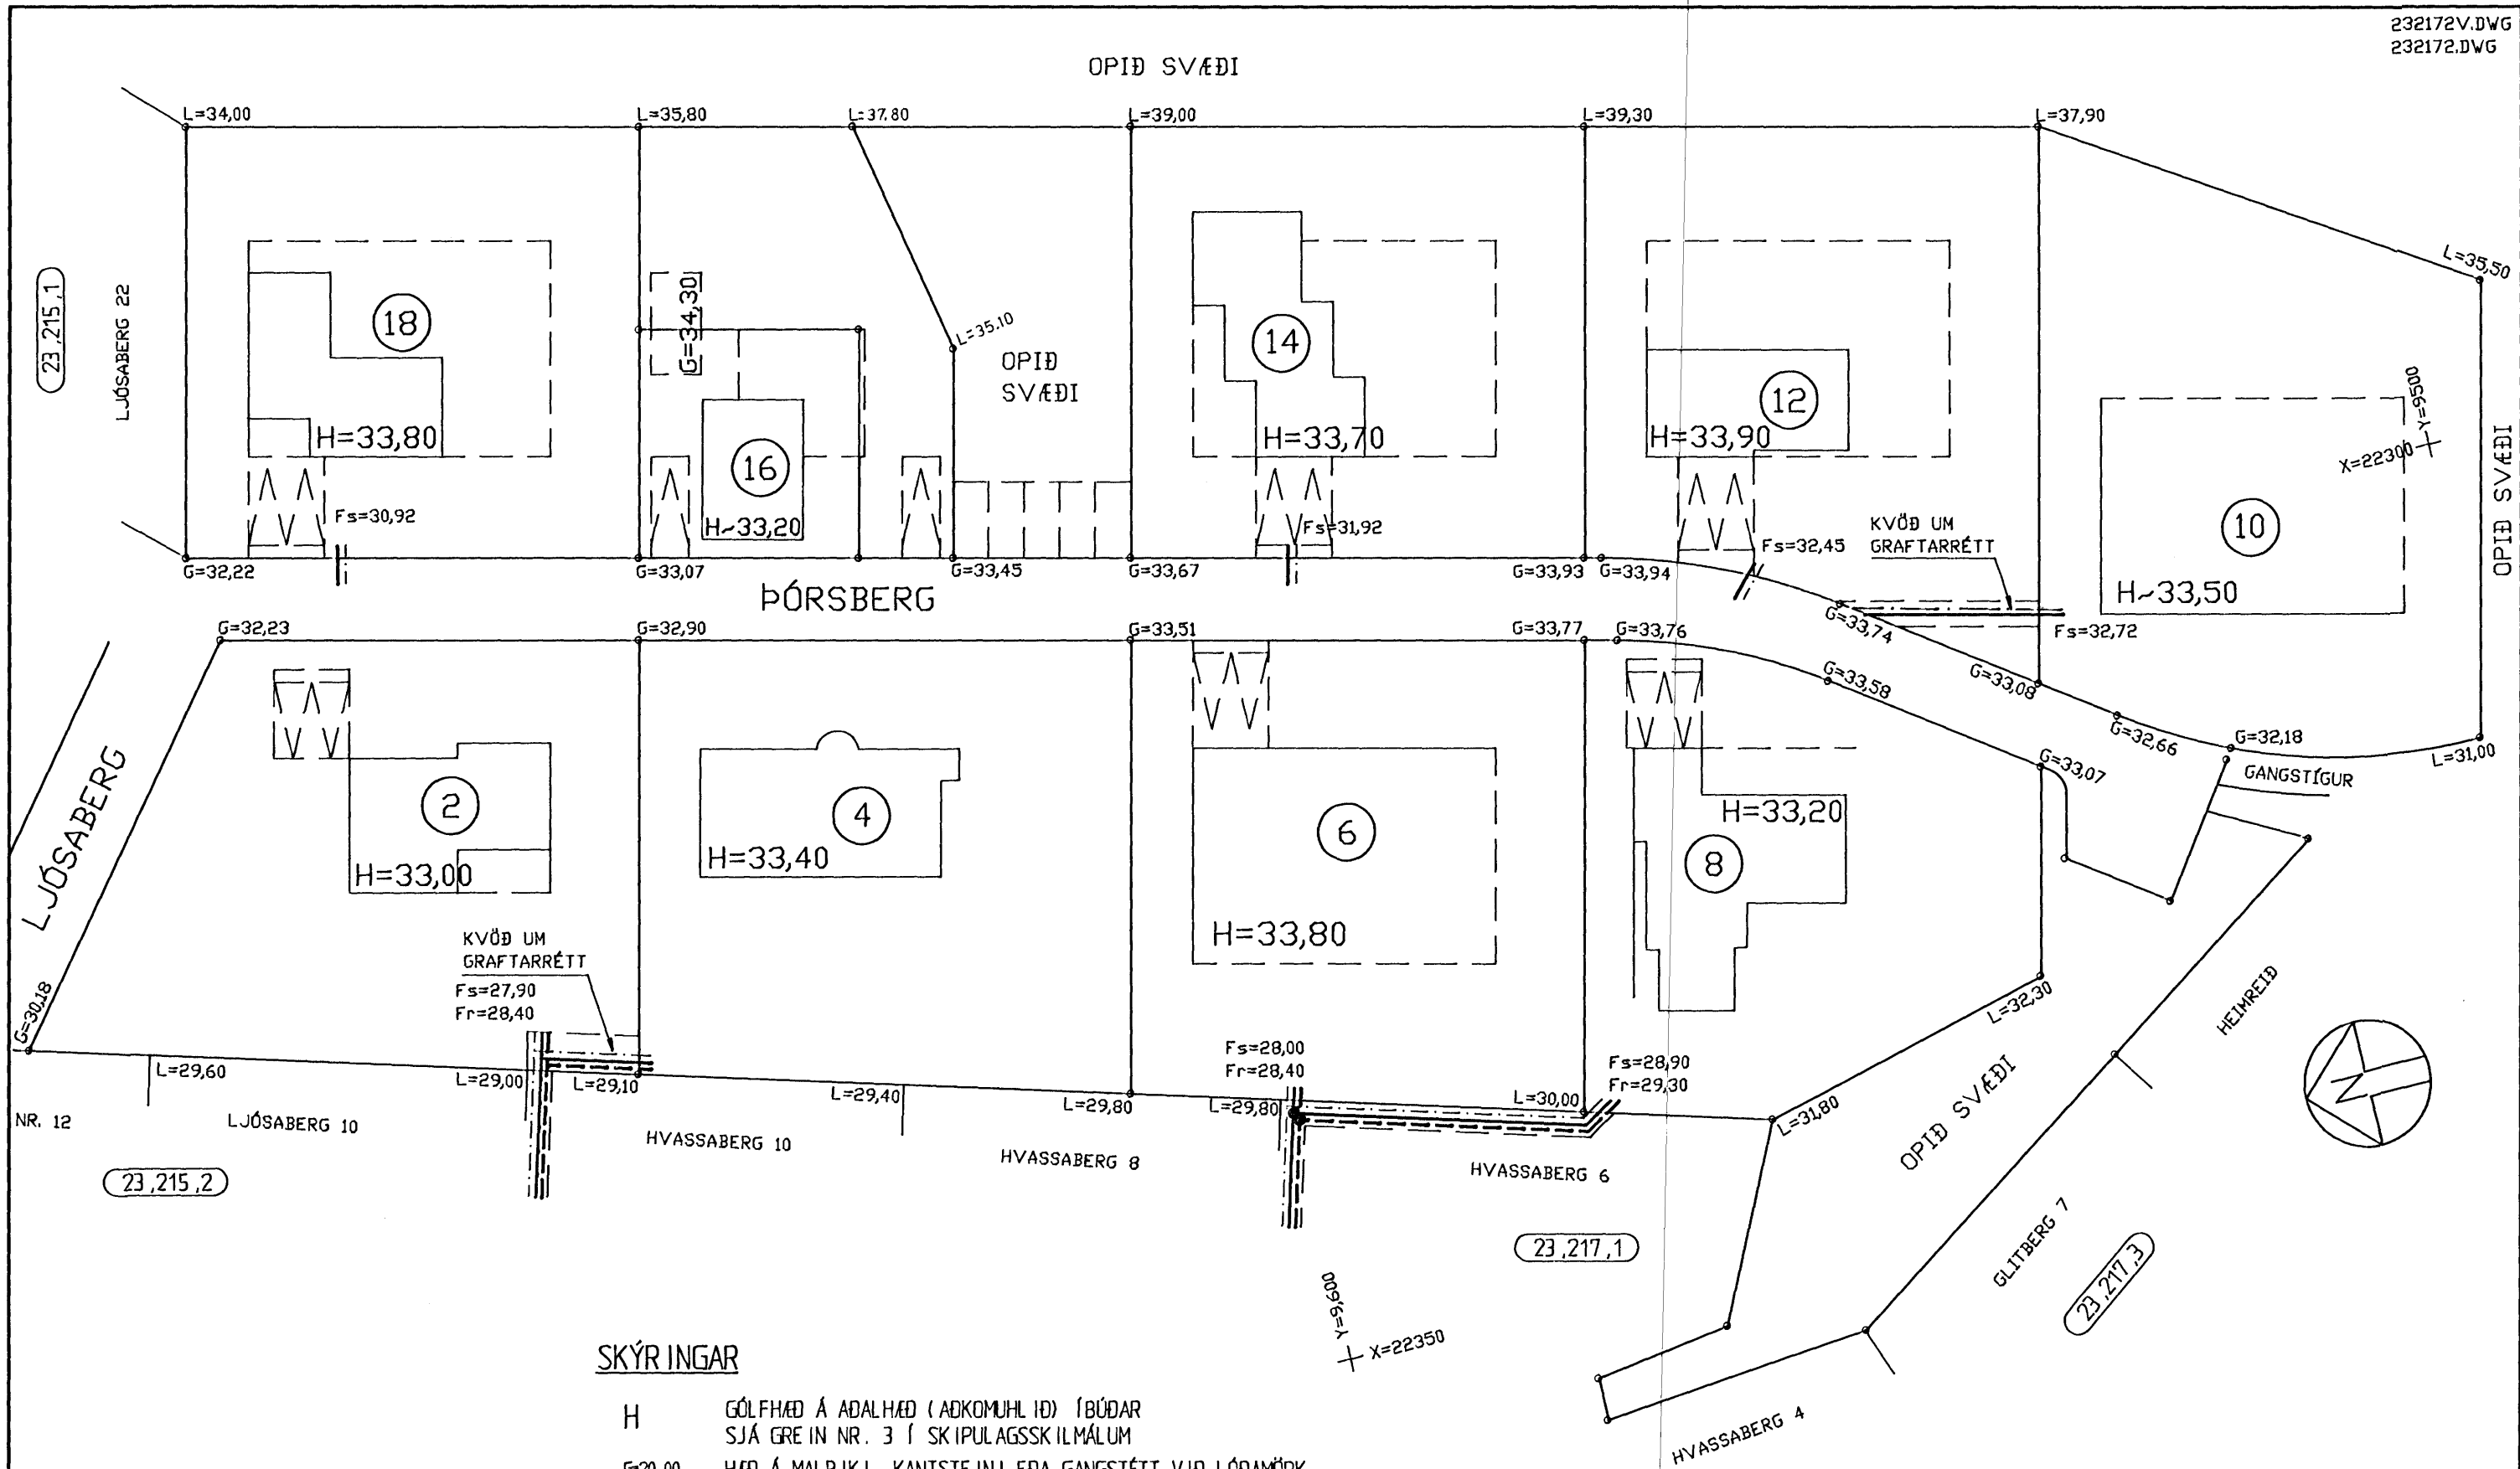 232172V.DWG
232172.DWG
OPIÐ SVÆÐI
L=34,00
L=35,80
L=37.80
L=39,00
L=39,30
L=37,90
L=35,50
23,215,1
LJÓSABERG 22
18
H=33,80
Fs=30,92
G=34,30
16
H~33,20
L=35.10
OPIÐ
SVÆÐI
14
H=33,70
Fs=31,92
12
H=33,90
Fs=32,45
KVÖÐ UM
GRAFTARRÉTT
Y=9500
X=22300
10
H~33,50
Fs=32,72
OPIÐ SVÆÐI
G=32,22
G=33,07
G=33,45
G=33,67
G=33,93
G=33,94
G=33,74
G=33,08
G=32,66
G=32,18
L=31,00
ÞÓRSBERG
G=32,23
G=32,90
G=33,51
G=33,77
G=33,76
G=33,58
G=33,07
GANGSTÍGUR
LJÓSABERG
2
H=33,00
4
H=33,40
6
H=33,80
8
H=33,20
KVÖÐ UM
GRAFTARRÉTT
Fs=27,90
Fr=28,40
Fs=28,00
Fr=28,40
Fs=28,90
Fr=29,30
L=32,30
HEIMREIÐ
G=30,18
L=29,60
L=29,00
L=29,10
L=29,40
L=29,80
L=29,80
L=30,00
L=31,80
OPIÐ SVÆÐI
NR. 12
LJÓSABERG 10
HVASSABERG 10
HVASSABERG 8
HVASSABERG 6
23,215,2
23,217,1
GLITBERG 7
23,217,3
Y=9,600
X=22350
HVASSABERG 4
SKÝRINGAR
H GÓLFHÆÐ Á AÐALHÆÐ (AÐKOMUHLIÐ) ÍBÚÐAR
SJÁ GREIN NR. 3 Í SKIPULAGSSKILMÁLUM